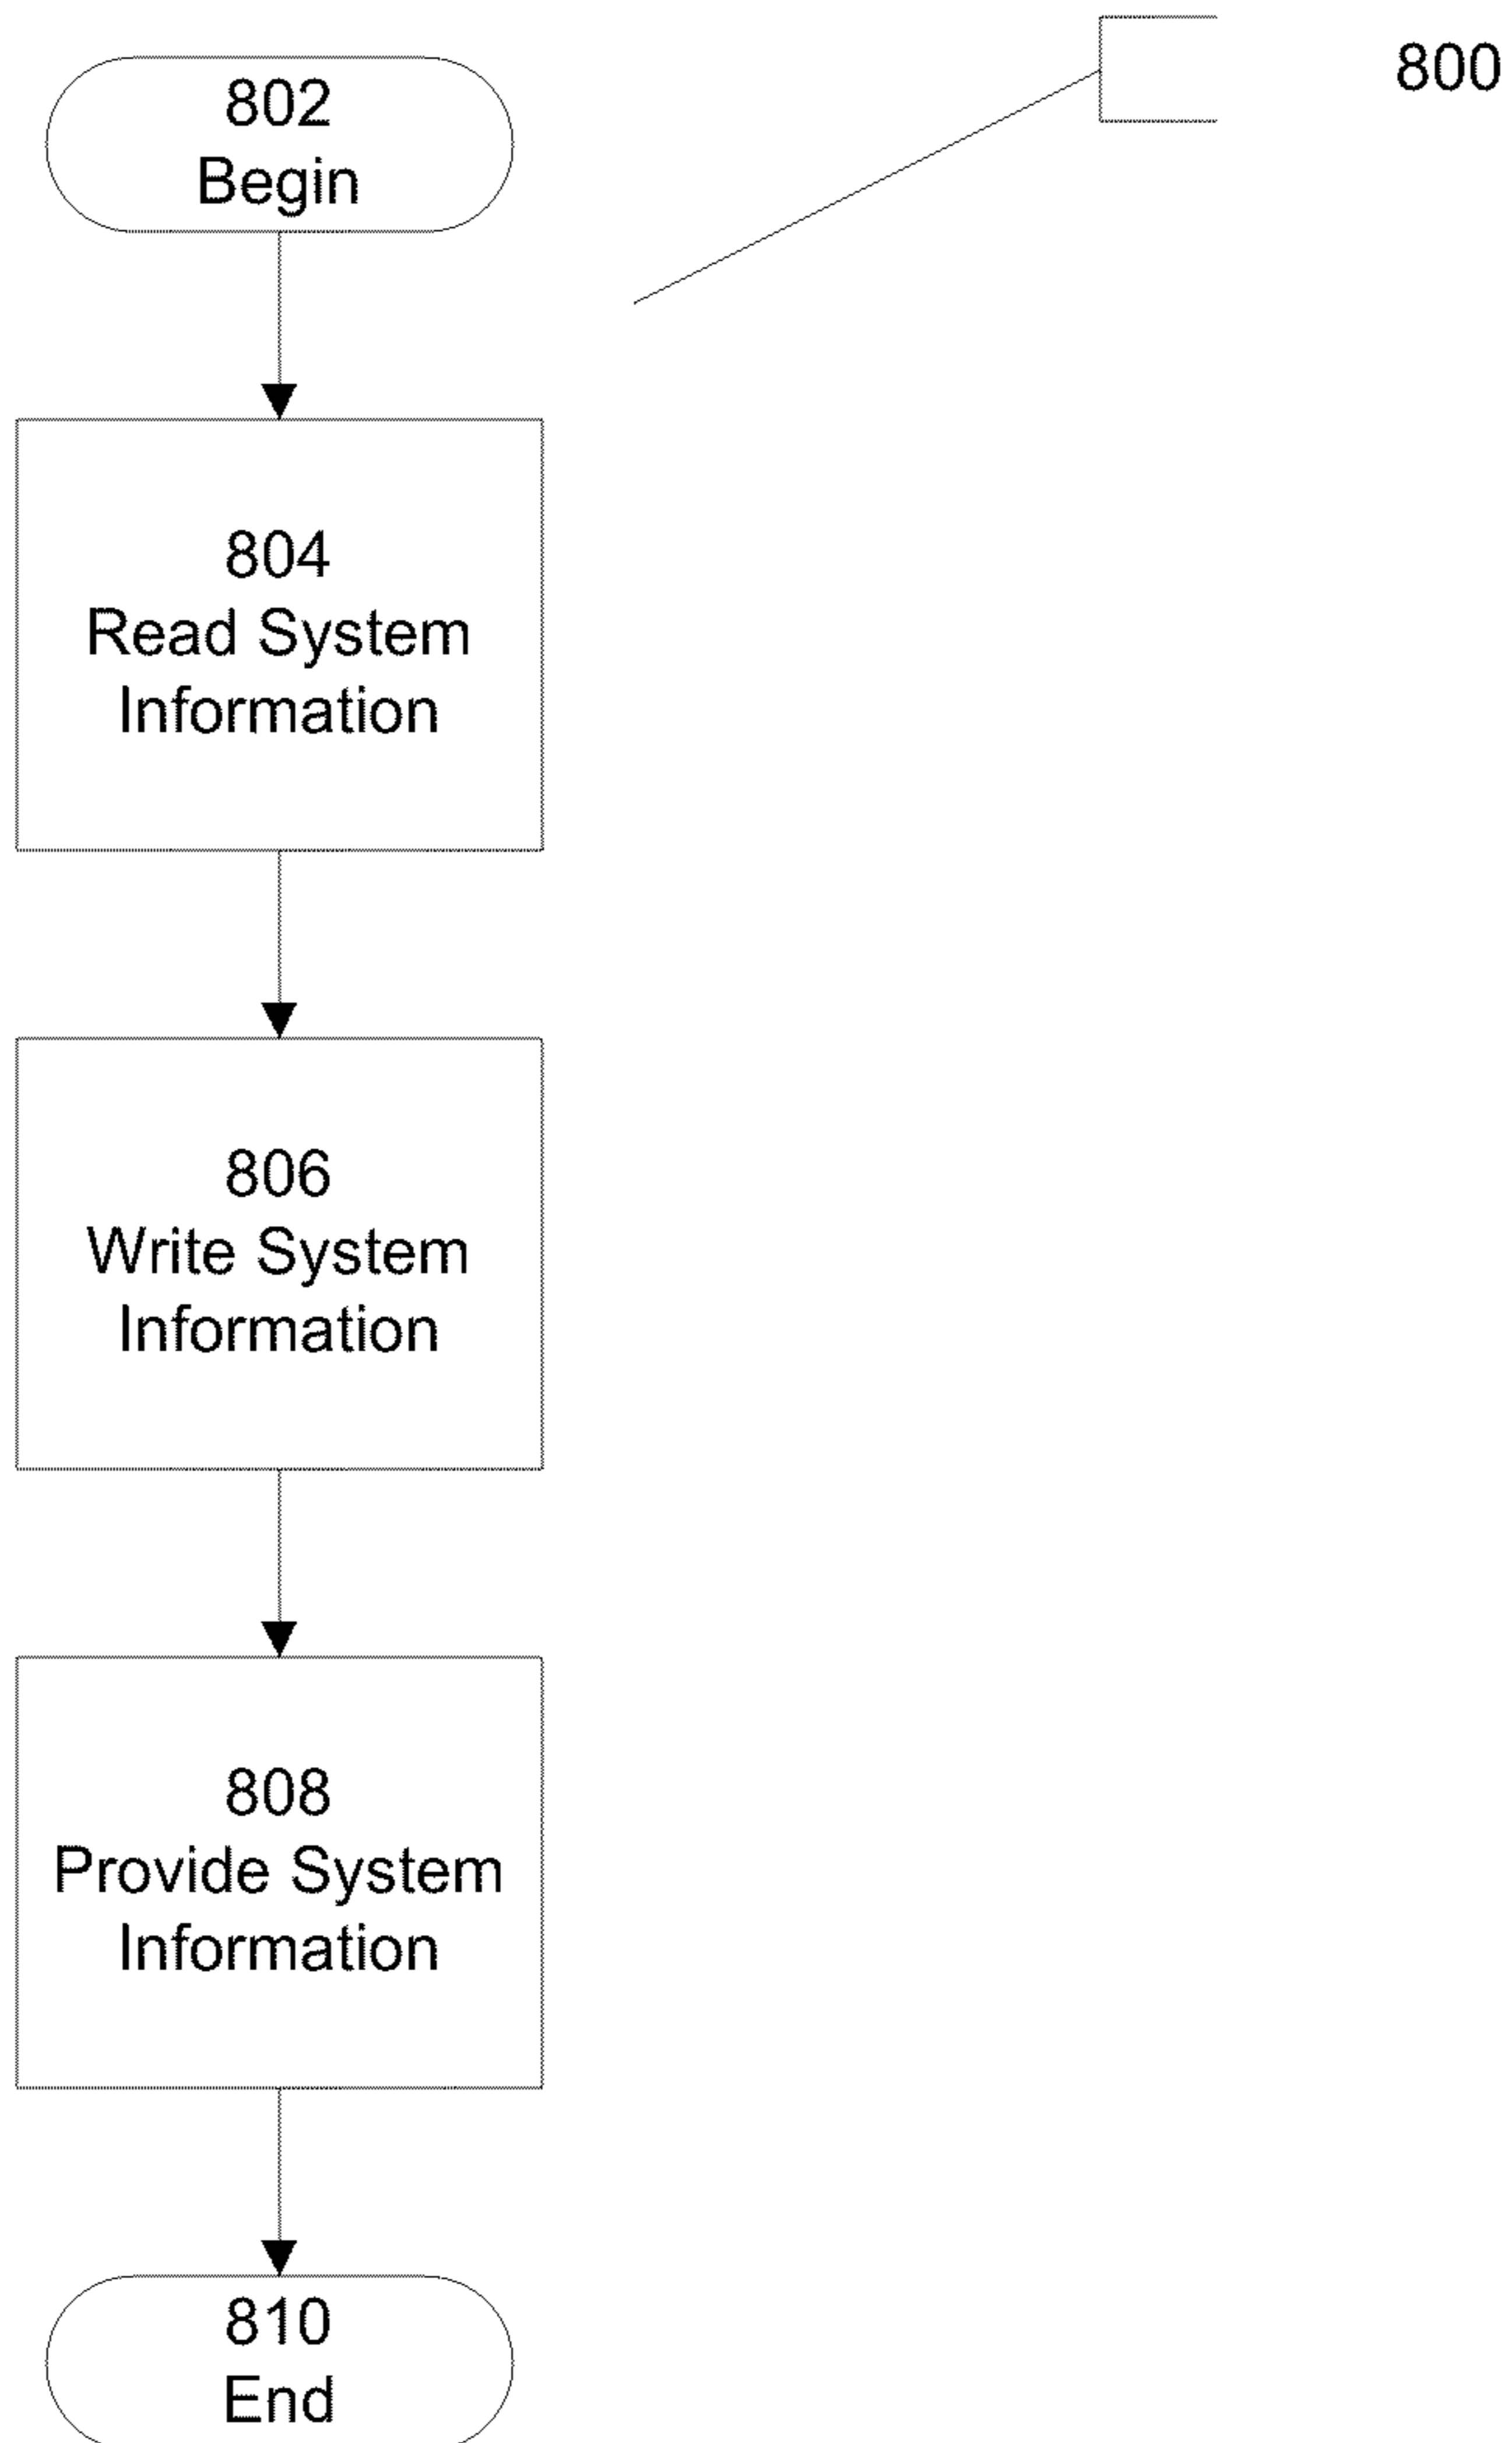 800
802
Begin
804
Read System
Information
806
Write System
Information
808
Provide System
Information
810
End